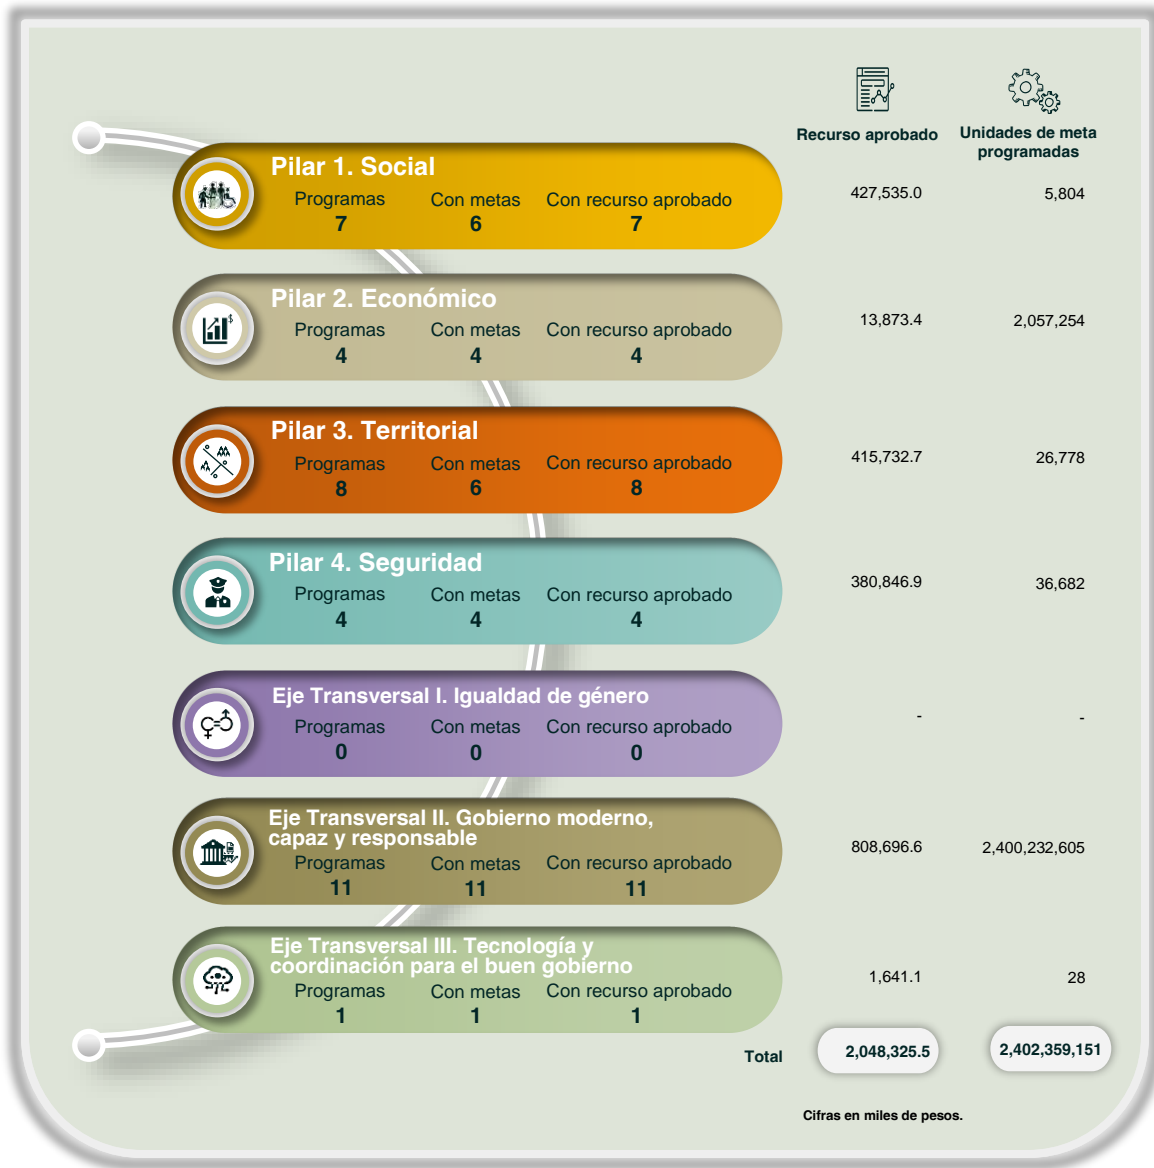 Recurso aprobado
Unidades de meta
programadas
Pilar 1. Social
Programas Con metas Con recurso aprobado
7 6 7
427,535.0 5,804
Pilar 2. Económico
Programas Con metas Con recurso aprobado
4 4 4
13,873.4 2,057,254
Pilar 3. Territorial
Programas Con metas Con recurso aprobado
8 6 8
415,732.7 26,778
Pilar 4. Seguridad
Programas Con metas Con recurso aprobado
4 4 4
380,846.9 36,682
Eje Transversal I. Igualdad de género
Programas Con metas Con recurso aprobado
0 0 0
- -
Eje Transversal II. Gobierno moderno,
capaz y responsable
Programas Con metas Con recurso aprobado
11 11 11
808,696.6 2,400,232,605
Eje Transversal III. Tecnología y
coordinación para el buen gobierno
Programas Con metas Con recurso aprobado
1 1 1
1,641.1 28
Total 2,048,325.5 2,402,359,151
Cifras en miles de pesos.